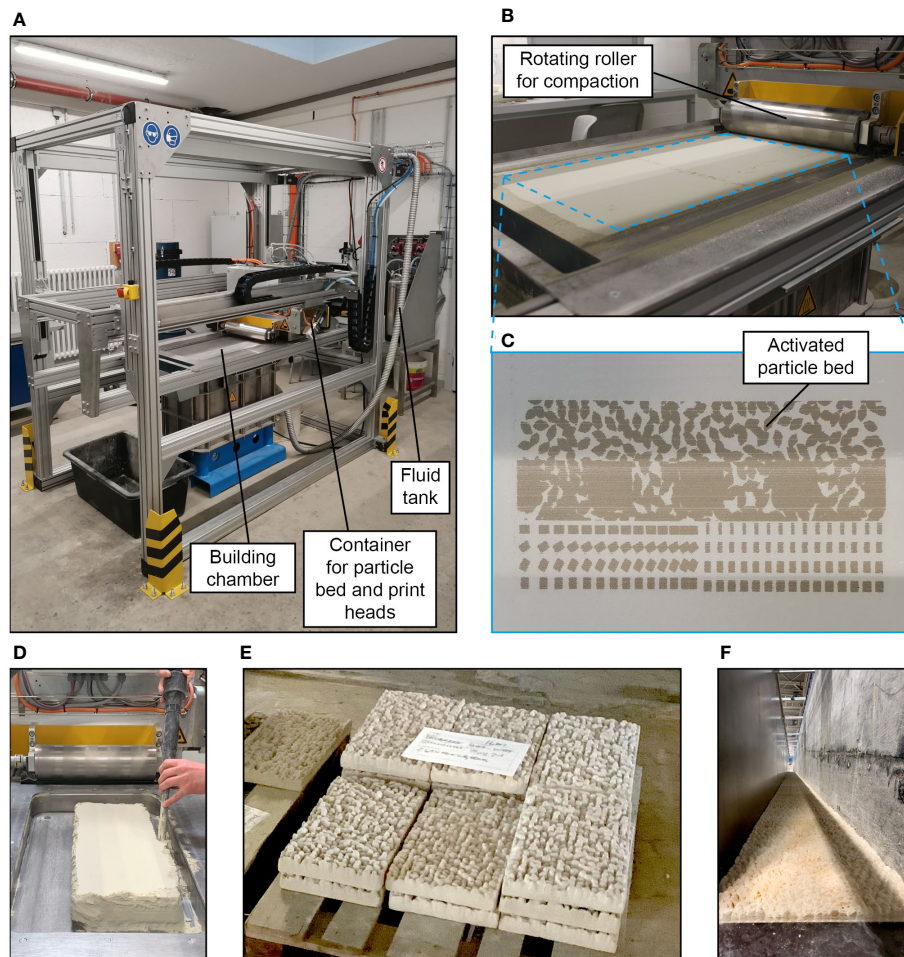 A
B
Rotating roller
for compaction
C
Activated
particle bed
Fluid
tank
Container
for particle
bed and print
heads
Building
chamber
D
E
F